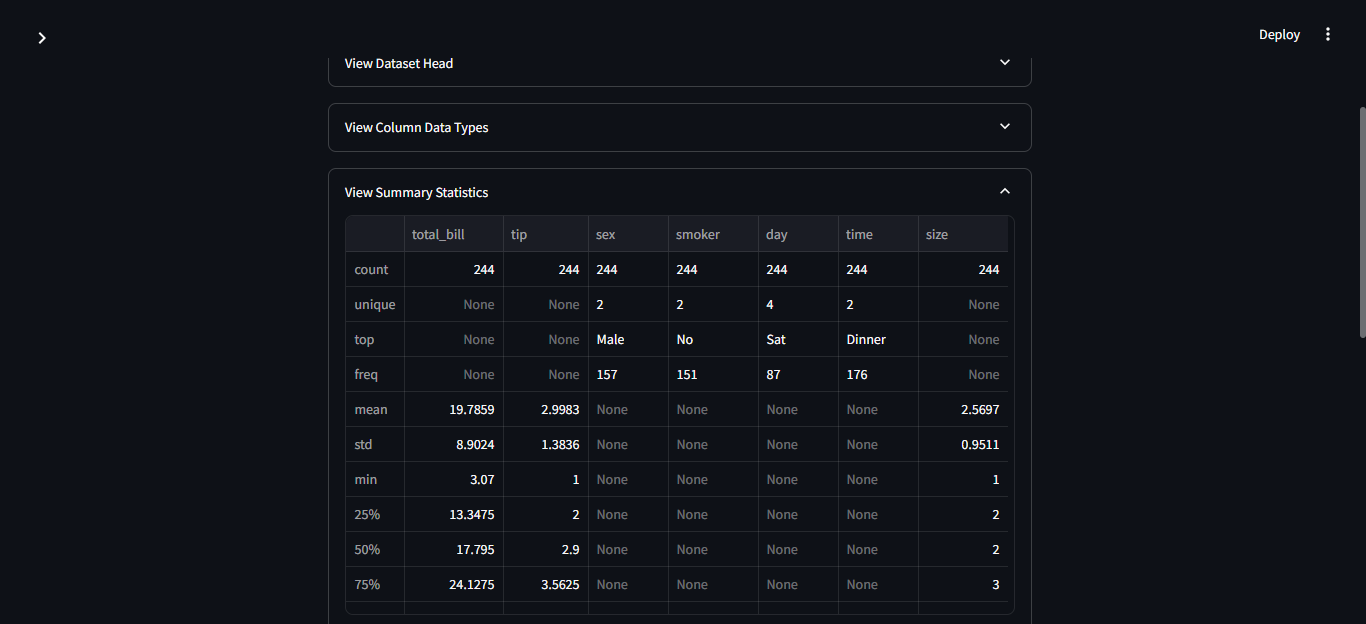 Deploy
View Dataset Head
View Column Data Types
View Summary Statistics
total_bill tip sex smoker day time size
count 244 244 244 244 244 244 244
unique None None 2 2 4 2 None
top None None Male No Sat Dinner None
freq None None 157 151 87 176 None
mean 19.7859 2.9983 None None None None 2.5697
std 8.9024 1.3836 None None None None 0.9511
min 3.07 1 None None None None 1
25% 13.3475 2 None None None None 2
50% 17.795 2.9 None None None None 2
75% 24.1275 3.5625 None None None None 3